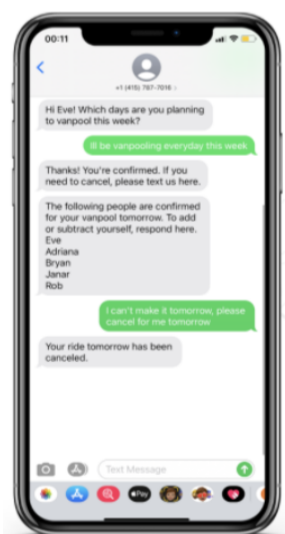 00:11
+1 (415) 767-7016 >
Hi Eve! Which days are you planning
to vanpool this week?
Ill be vanpooling everyday this week
Thanks! You're confirmed. If you
need to cancel, please text us here.
The following people are confirmed
for your vanpool tomorrow. To add
or subtract yourself, respond here.
Eve
Adriana
Bryan
Janar
Rob
I can't make it tomorrow, please
cancel for me tomorrow
Your ride tomorrow has been
canceled.
Text Message
Pay